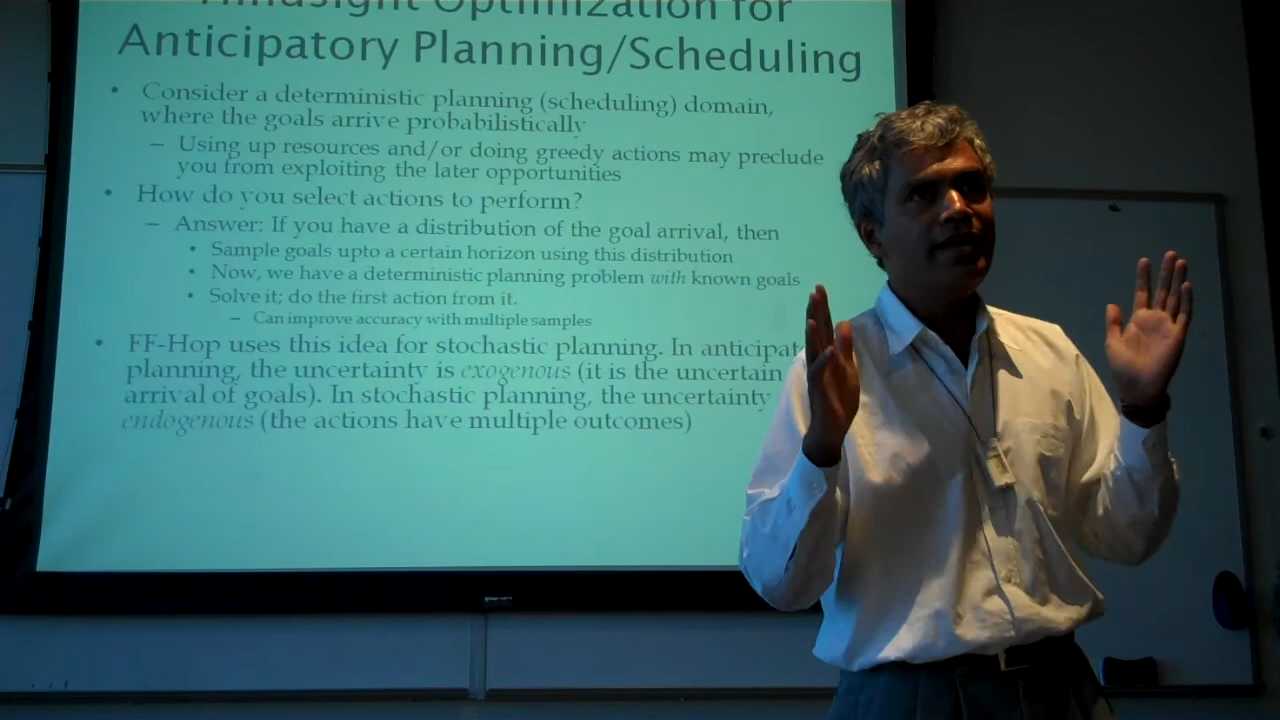 Hindsight Optimization for
Anticipatory Planning/Scheduling
• Consider a deterministic planning (scheduling) domain,
where the goals arrive probabilistically
– Using up resources and/or doing greedy actions may preclude
you from exploiting the later opportunities
• How do you select actions to perform?
– Answer: If you have a distribution of the goal arrival, then
• Sample goals upto a certain horizon using this distribution
• Now, we have a deterministic planning problem with known goals
• Solve it; do the first action from it.
– Can improve accuracy with multiple samples
• FF-Hop uses this idea for stochastic planning. In anticipat
planning, the uncertainty is exogenous (it is the uncertain
arrival of goals). In stochastic planning, the uncertainty
endogenous (the actions have multiple outcomes)